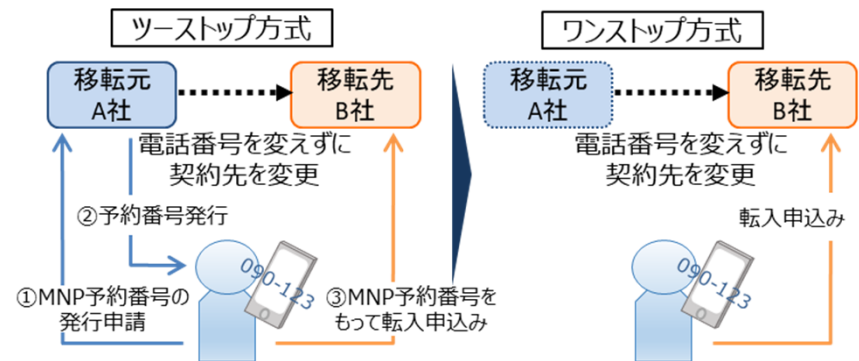 ツーストップ方式
移転元
A社
移転先
B社
電話番号を変えずに
契約先を変更
②予約番号発行
090-123
①MNP予約番号の
発行申請
③MNP予約番号を
もって転入申込み
ワンストップ方式
移転元
A社
移転先
B社
電話番号を変えずに
契約先を変更
転入申込み
090-123